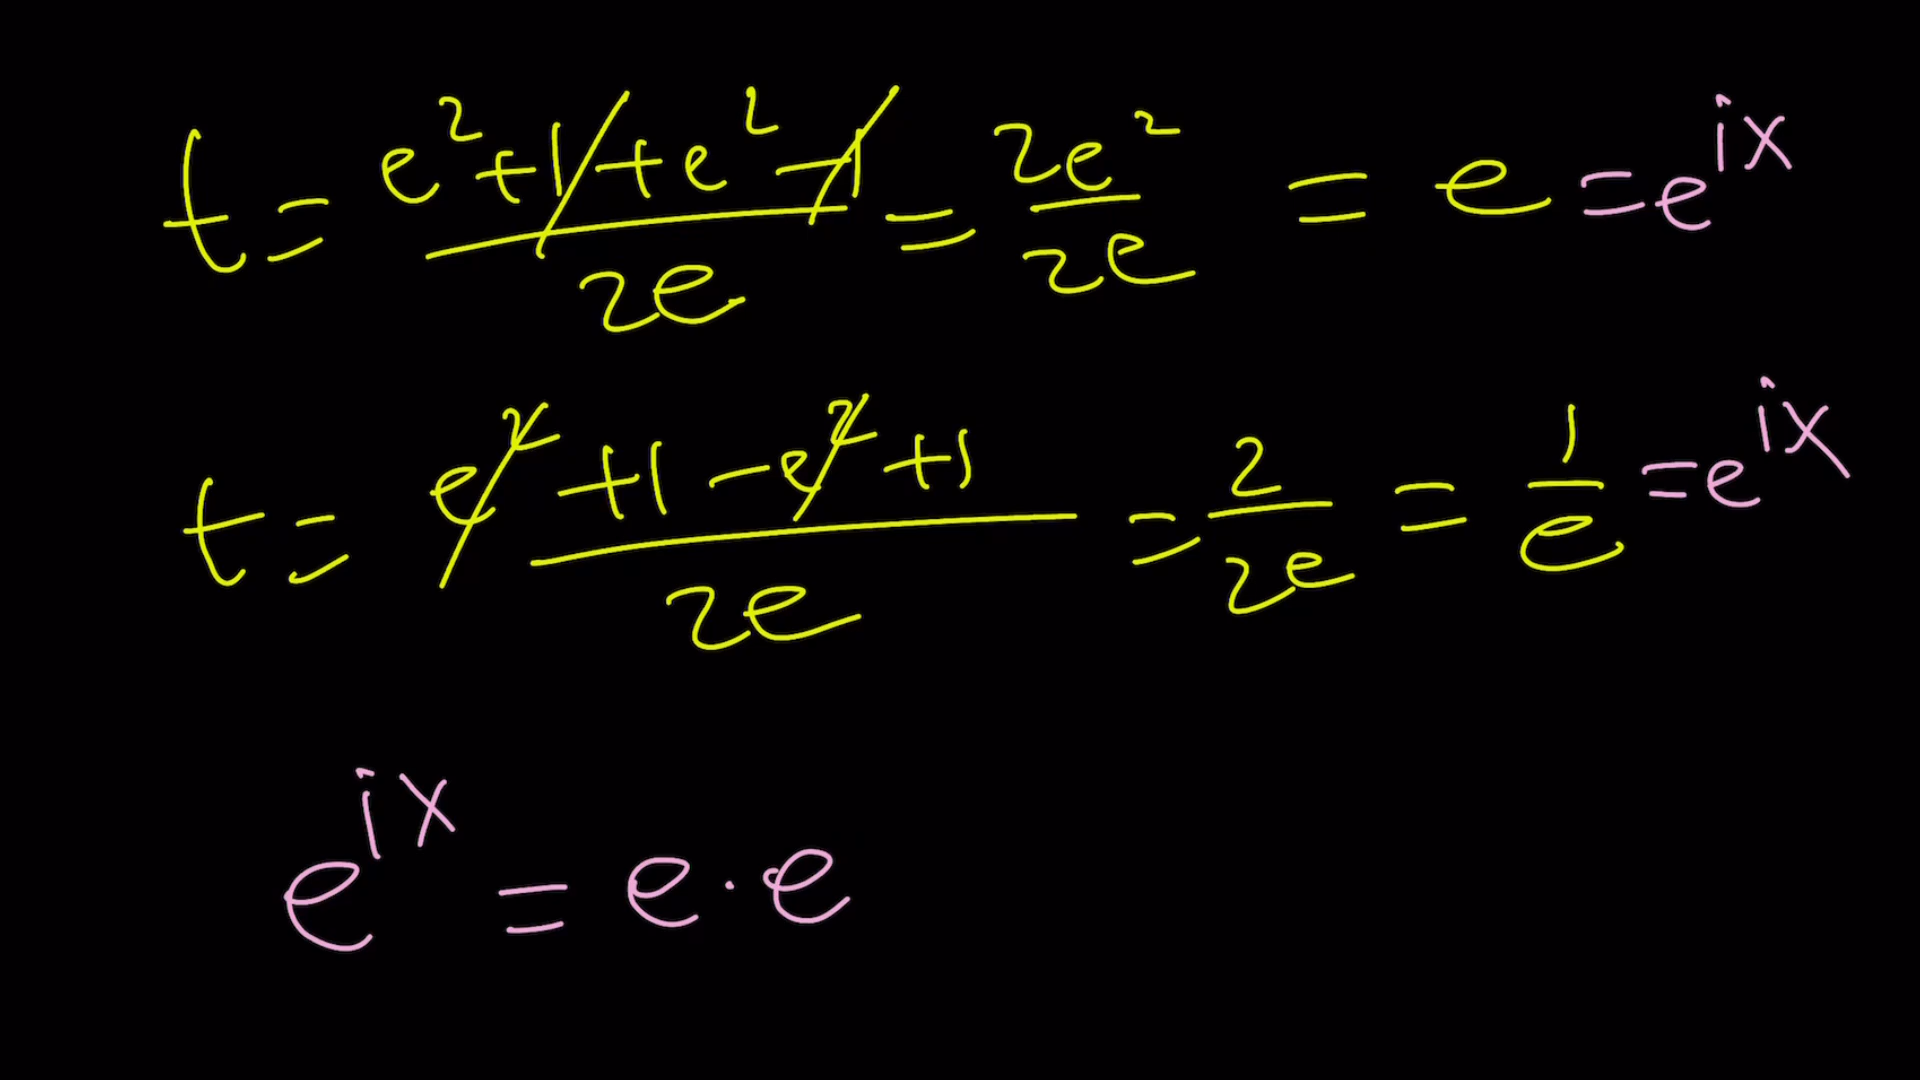 t = (e² + 1 + e² - 1)/(2e) = 2e²/2e = e = e^{ix}
t = (e² + 1 - e² + 1)/(2e) = 2/2e = 1/e = e^{ix}
e^{ix} = e · e